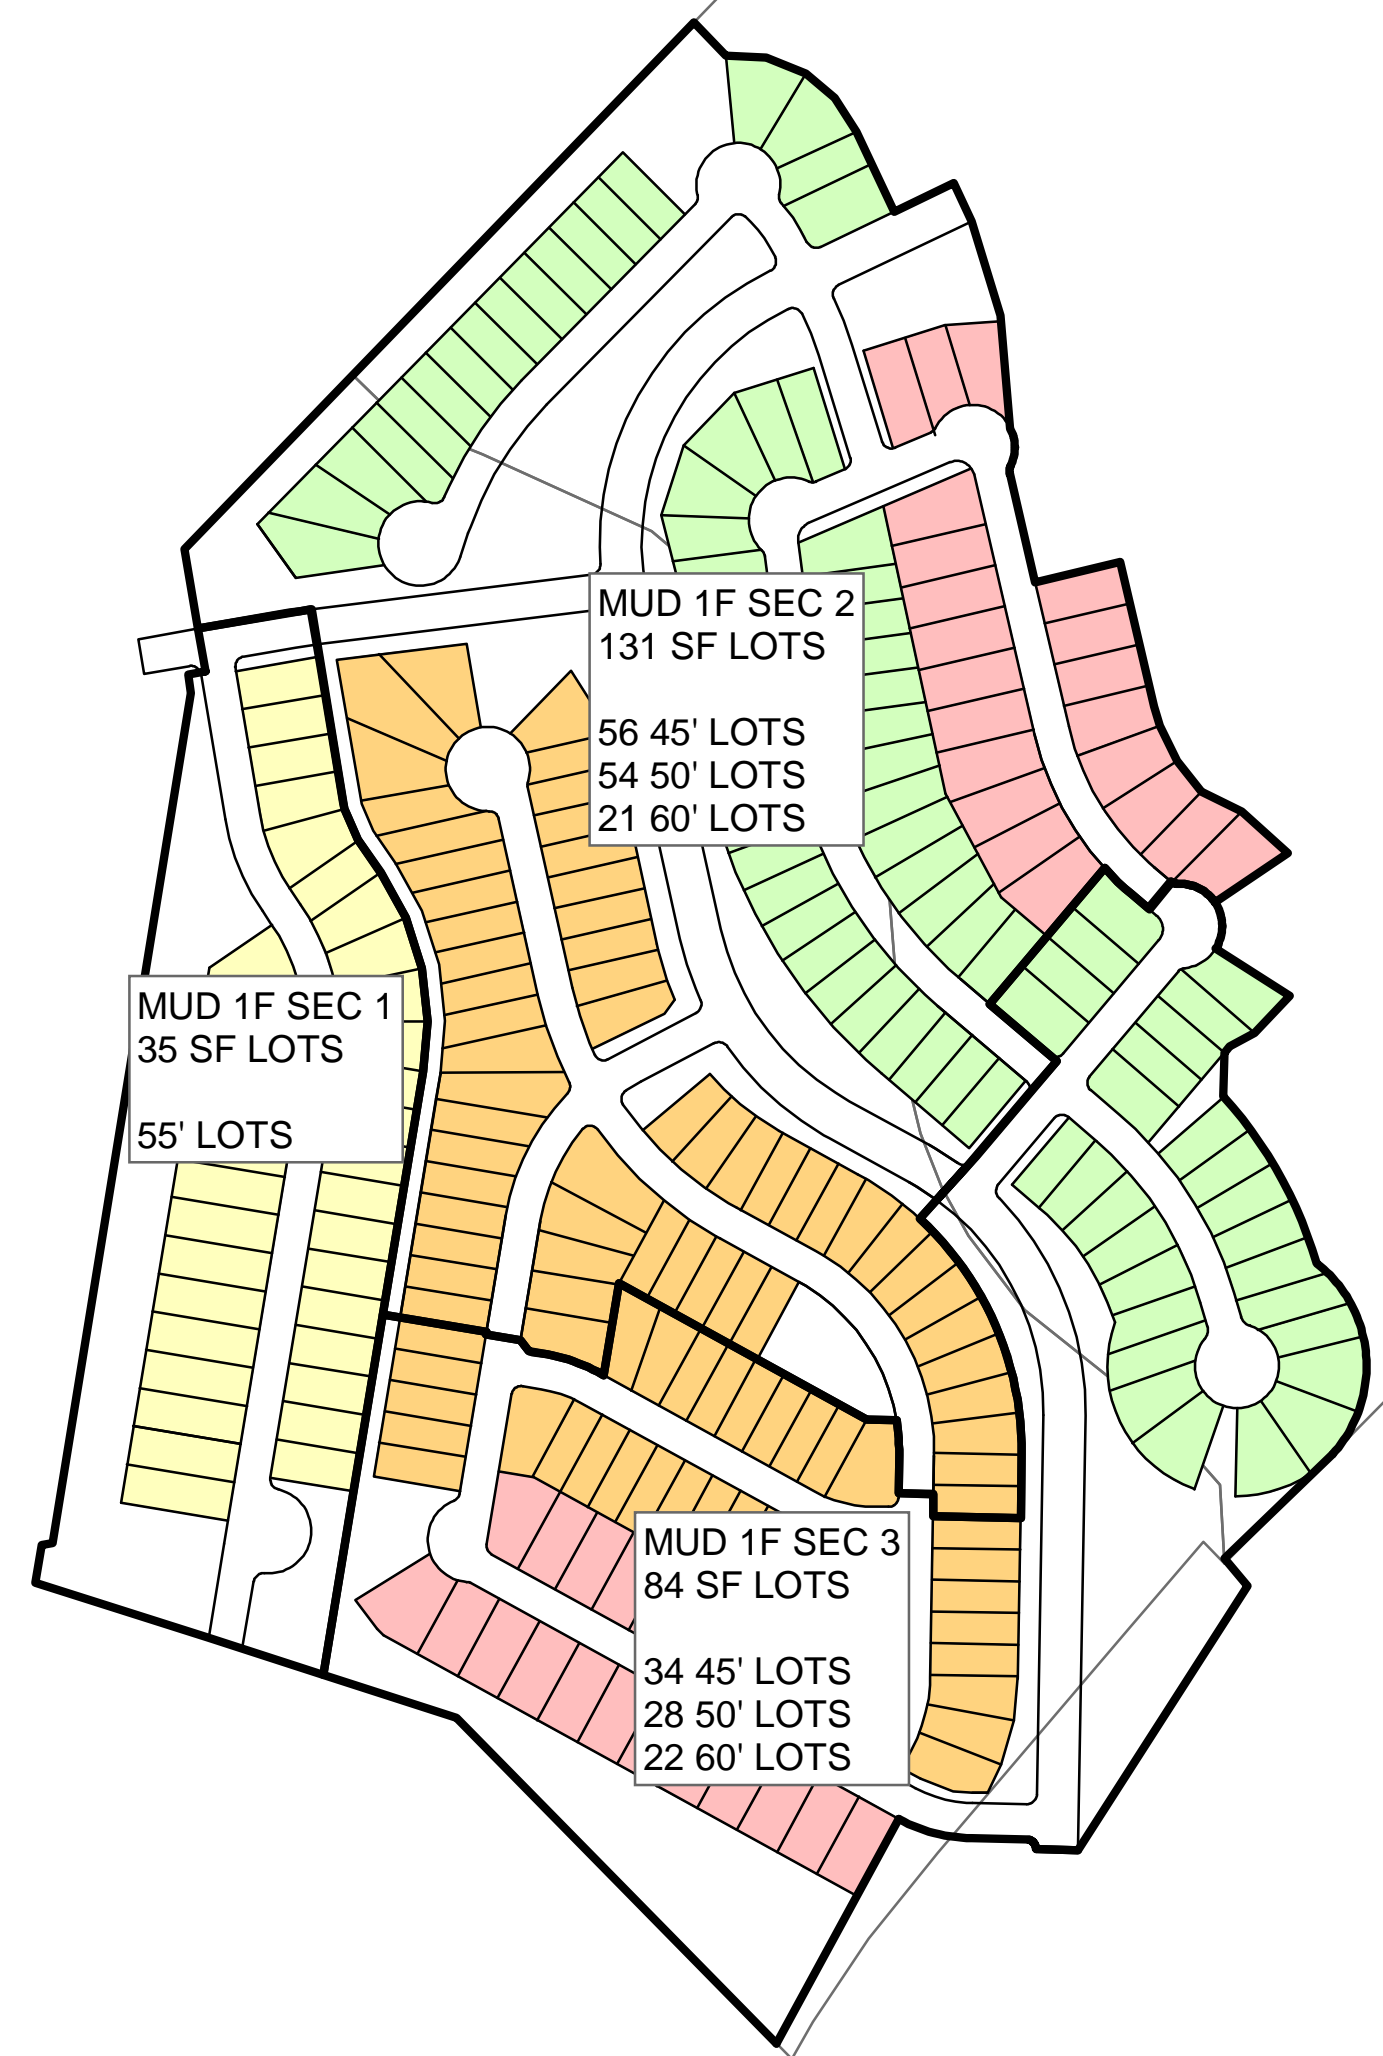 MUD 1F SEC 2
131 SF LOTS
56 45' LOTS
54 50' LOTS
21 60' LOTS
MUD 1F SEC 1
35 SF LOTS
55' LOTS
MUD 1F SEC 3
84 SF LOTS
34 45' LOTS
28 50' LOTS
22 60' LOTS